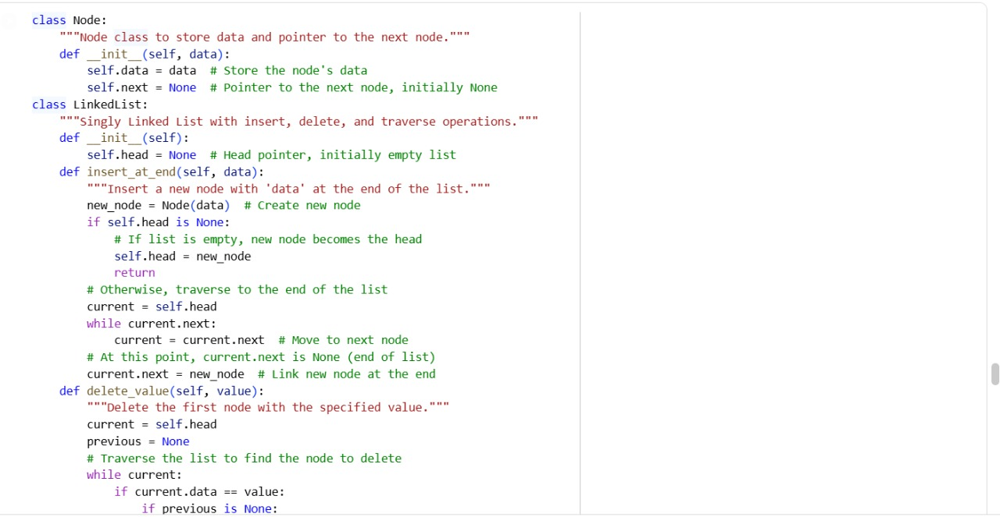 class Node:
    """Node class to store data and pointer to the next node."""
    def __init__(self, data):
        self.data = data  # Store the node's data
        self.next = None  # Pointer to the next node, initially None
class LinkedList:
    """Singly Linked List with insert, delete, and traverse operations."""
    def __init__(self):
        self.head = None  # Head pointer, initially empty list
    def insert_at_end(self, data):
        """Insert a new node with 'data' at the end of the list."""
        new_node = Node(data)  # Create new node
        if self.head is None:
            # If list is empty, new node becomes the head
            self.head = new_node
            return
        # Otherwise, traverse to the end of the list
        current = self.head
        while current.next:
            current = current.next  # Move to next node
        # At this point, current.next is None (end of list)
        current.next = new_node  # Link new node at the end
    def delete_value(self, value):
        """Delete the first node with the specified value."""
        current = self.head
        previous = None
        # Traverse the list to find the node to delete
        while current:
            if current.data == value:
                if previous is None: